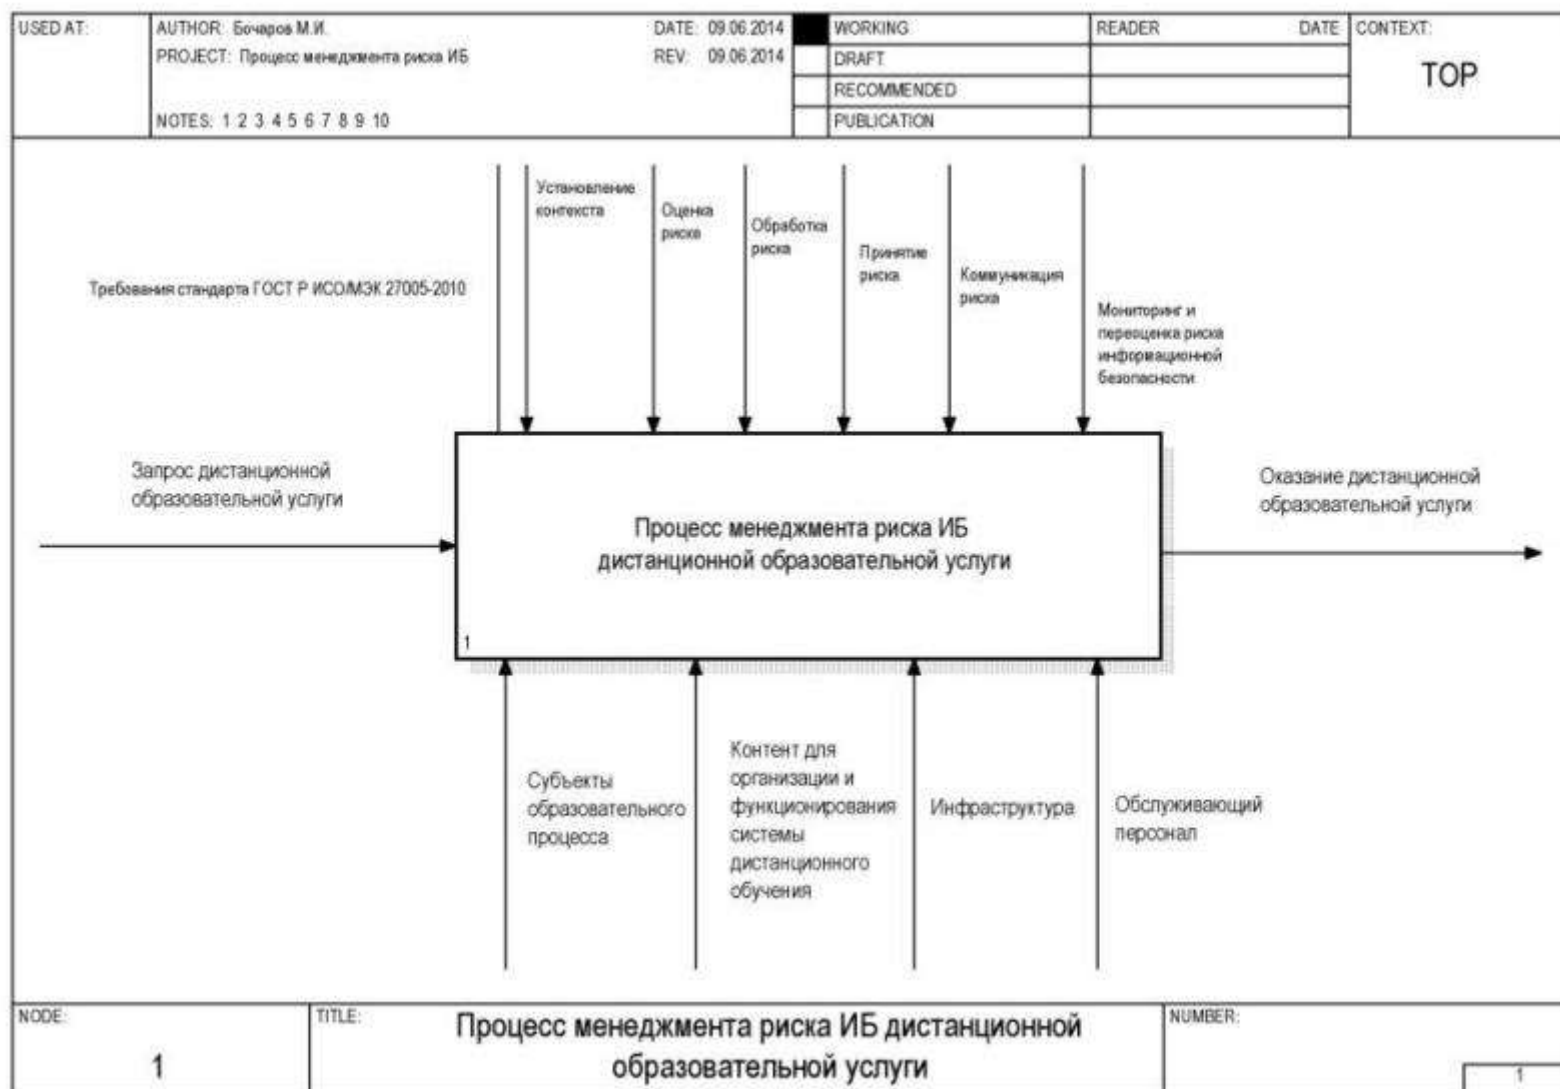 USED AT:
AUTHOR: Бочаров М.И.
DATE: 09.06.2014
PROJECT: Процесс менеджмента риска ИБ
REV: 09.06.2014
NOTES: 1 2 3 4 5 6 7 8 9 10
WORKING
DRAFT
RECOMMENDED
PUBLICATION
READER
DATE
CONTEXT:
TOP
Требования стандарта ГОСТ Р ИСО/МЭК 27005-2010
Установление
контекста
Оценка
риска
Обработка
риска
Принятие
риска
Коммуникация
риска
Мониторинг и
переоценка риска
информационной
безопасности
Запрос дистанционной
образовательной услуги
Процесс менеджмента риска ИБ
дистанционной образовательной услуги
1
Оказание дистанционной
образовательной услуги
Субъекты
образовательного
процесса
Контент для
организации и
функционирования
системы
дистанционного
обучения
Инфраструктура
Обслуживающий
персонал
NODE:
1
TITLE:
Процесс менеджмента риска ИБ дистанционной
образовательной услуги
NUMBER:
1